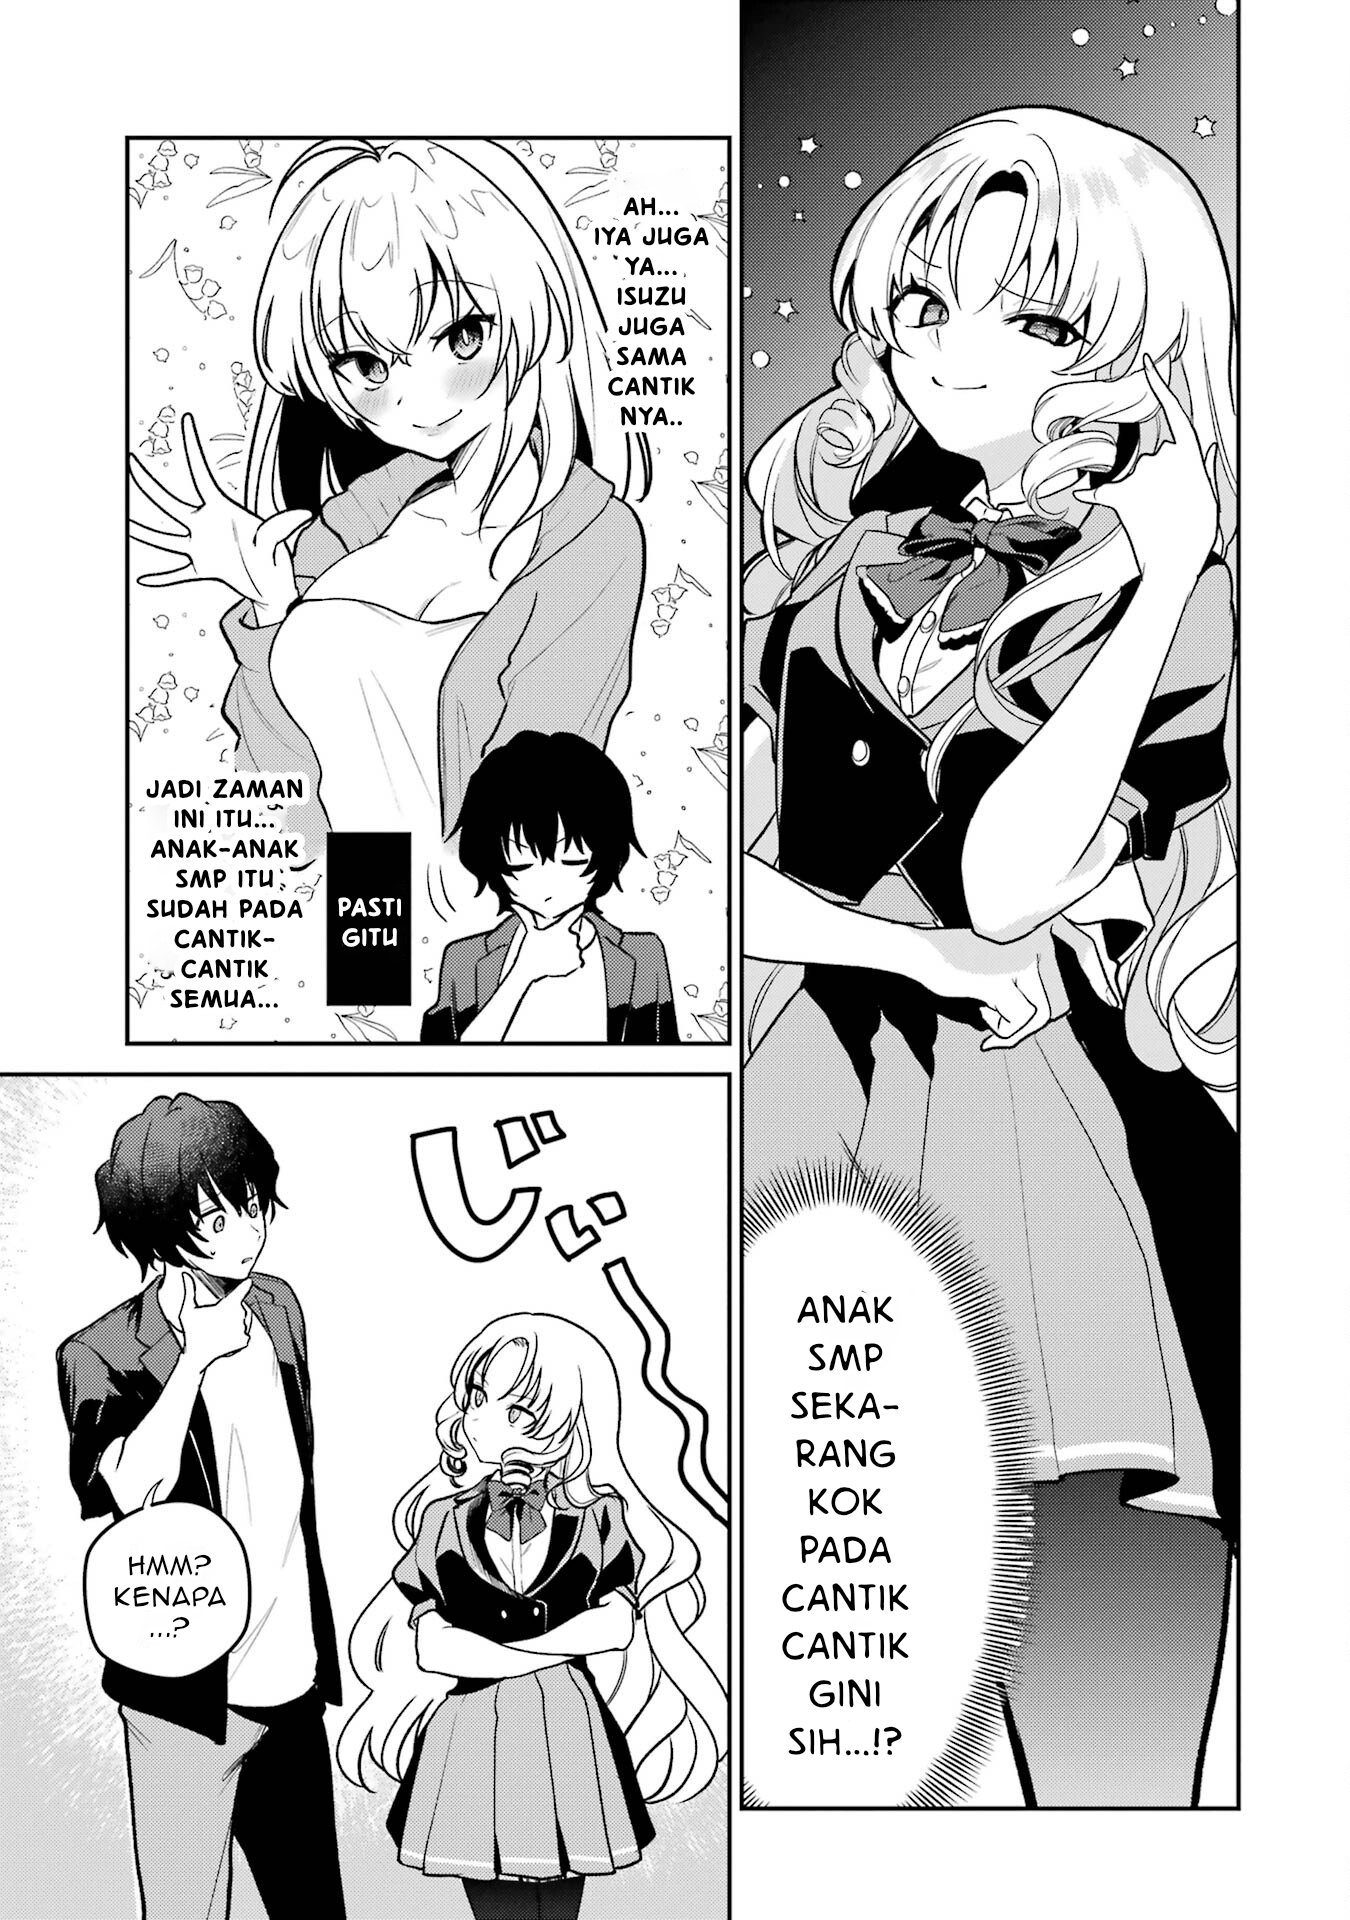 ANAK
SMP
SEKA-
RANG
KOK
PADA
CANTIK
CANTIK
GINI
SIH...!?
AH...
IYA JUGA
YA...
ISUZU
JUGA
SAMA
CANTIK
NYA..
PASTI
GITU
JADI ZAMAN
INI ITU...
ANAK-ANAK
SMP ITU
SUDAH PADA
CANTIK-
CANTIK
SEMUA...
じぃー
HMM?
KENAPA
...?